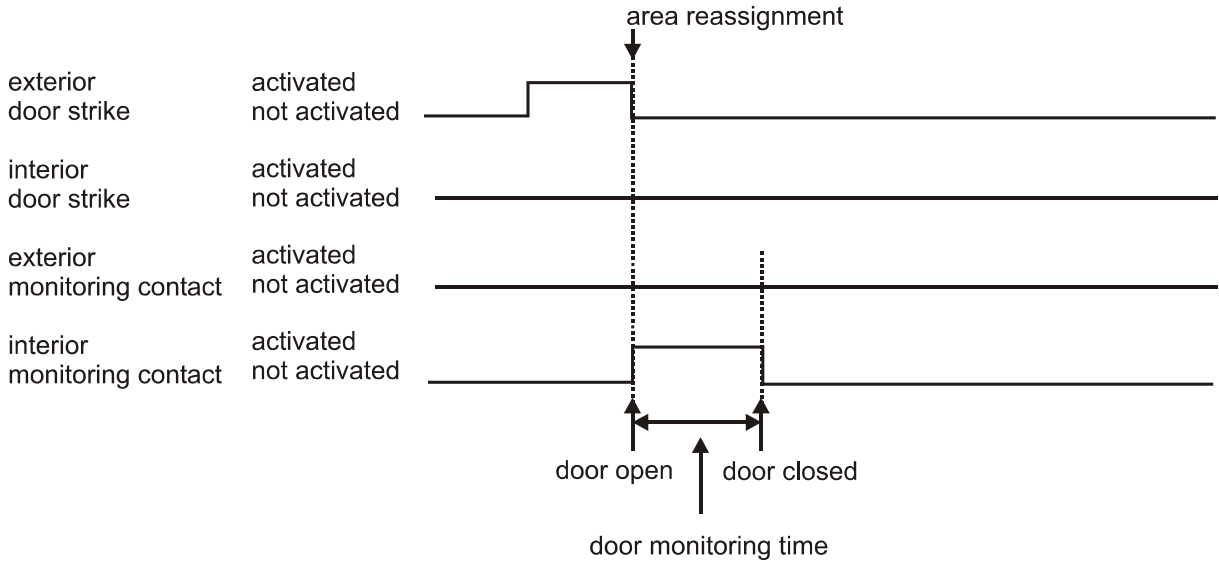 area reassignment
exterior activated
door strike not activated
interior activated
door strike not activated
exterior activated
monitoring contact not activated
interior activated
monitoring contact not activated
door open door closed
door monitoring time